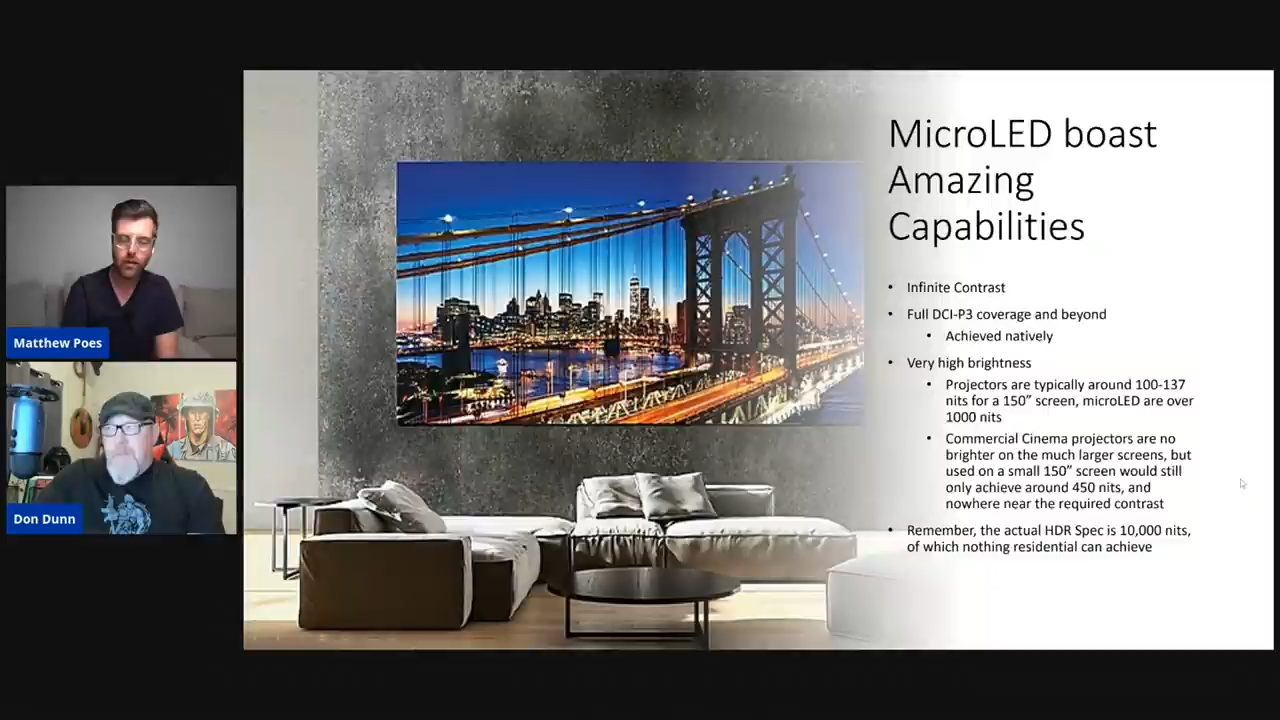 MicroLED boast
Amazing
Capabilities
• Infinite Contrast
• Full DCI-P3 coverage and beyond
• Achieved natively
• Very high brightness
• Projectors are typically around 100-137
nits for a 150” screen, microLED are over
1000 nits
• Commercial Cinema projectors are no
brighter on the much larger screens, but
used on a small 150” screen would still
only achieve around 450 nits, and
nowhere near the required contrast
• Remember, the actual HDR Spec is 10,000 nits,
of which nothing residential can achieve
Matthew Poes
Don Dunn